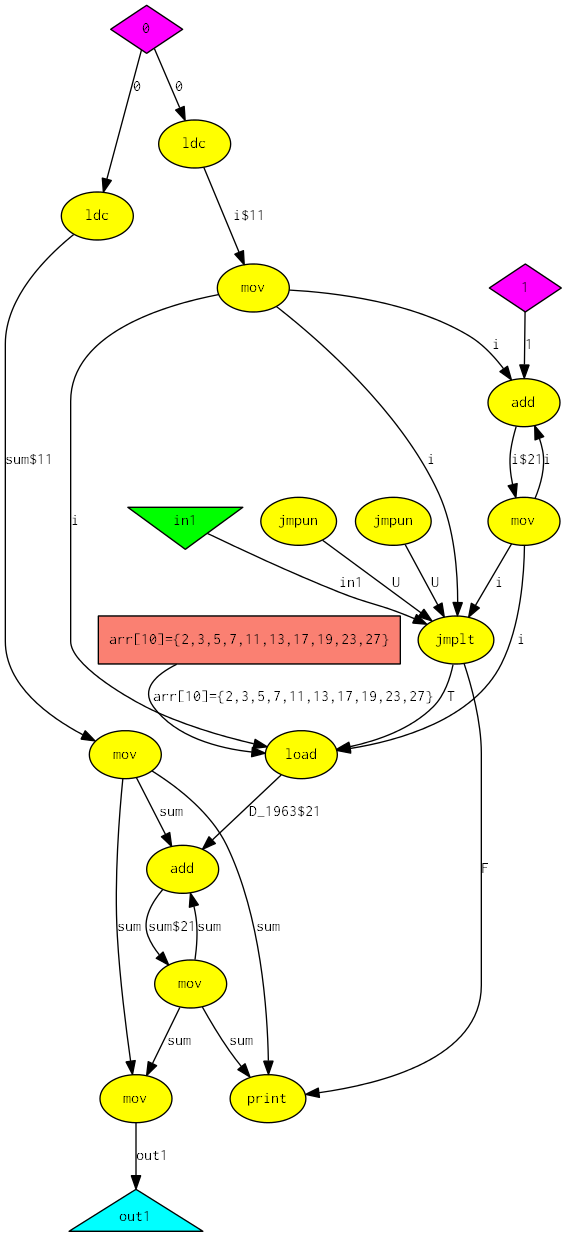 0
0
0
ldc
ldc
i$11
mov
1
i
1
add
sum$11
i
i
i$21
i
in1
jmpun
jmpun
mov
in1
U
U
i
arr[10]={2,3,5,7,11,13,17,19,23,27}
jmplt
i
arr[10]={2,3,5,7,11,13,17,19,23,27}
T
mov
load
sum
D_1963$21
add
F
sum
sum$21
sum
sum
mov
sum
sum
mov
print
out1
out1